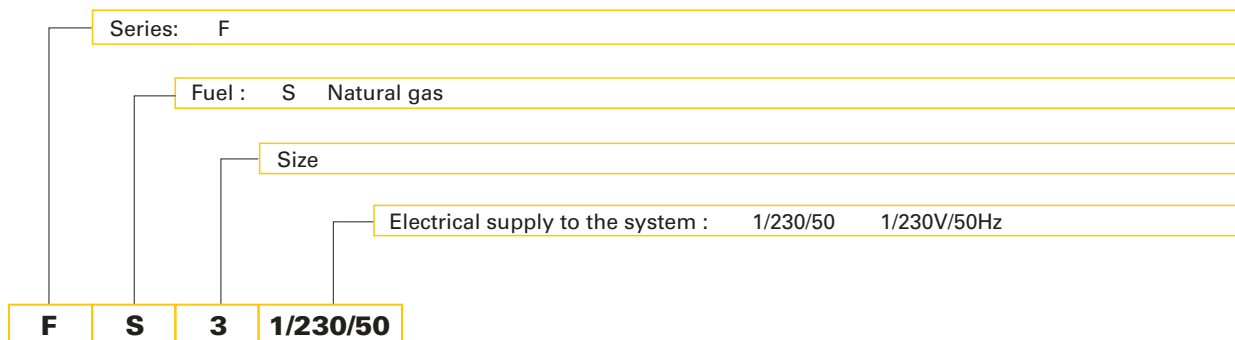 Series: F
Fuel : S Natural gas
Size
Electrical supply to the system : 1/230/50 1/230V/50Hz
F S 3 1/230/50